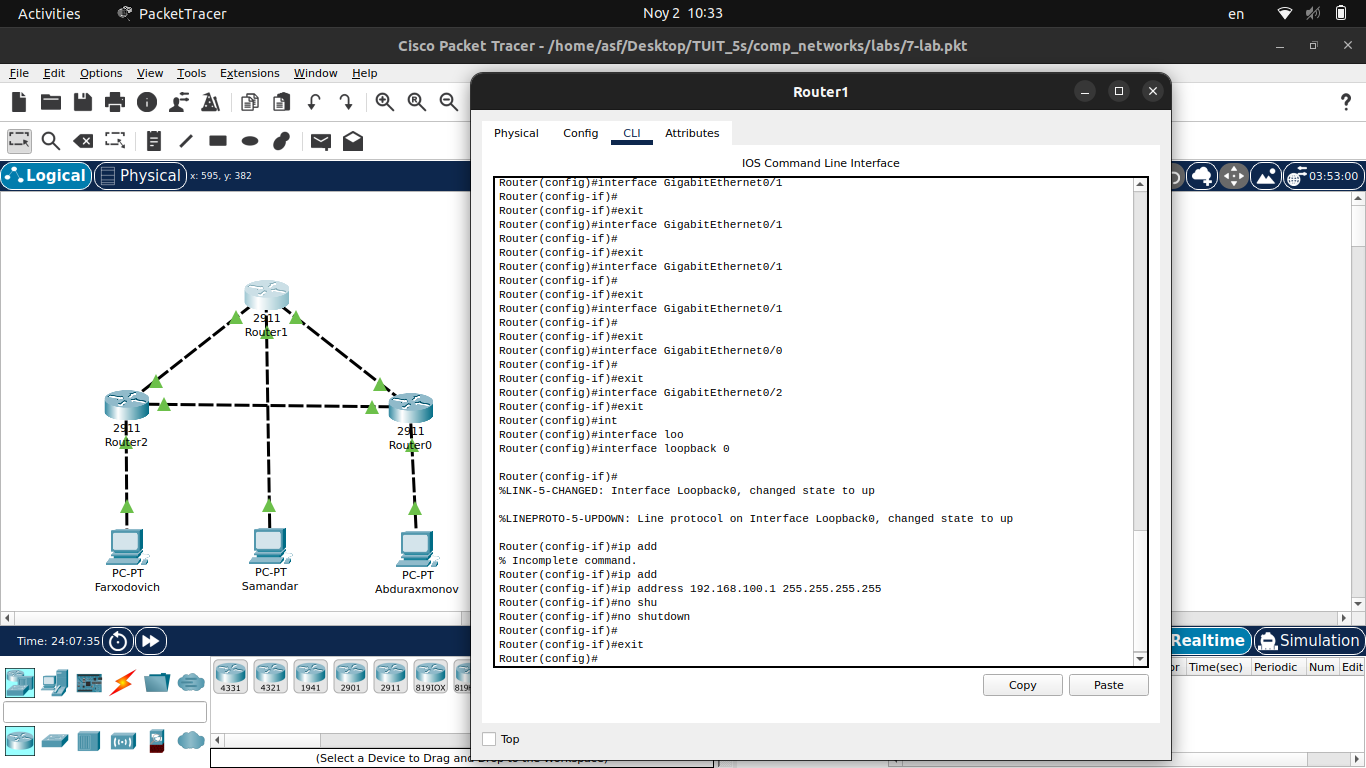 Activities PacketTracer Noy 2 10:33 en
Cisco Packet Tracer - /home/asf/Desktop/TUIT_5s/comp_networks/labs/7-lab.pkt
File Edit Options View Tools Extensions Window Help
Router1
Physical Config CLI Attributes
IOS Command Line Interface
Logical Physical x: 595, y: 382 03:53:00
Router(config)#interface GigabitEthernet0/1
Router(config-if)#
Router(config-if)#exit
Router(config)#interface GigabitEthernet0/1
Router(config-if)#
Router(config-if)#exit
Router(config)#interface GigabitEthernet0/1
Router(config-if)#
Router(config-if)#exit
Router(config)#interface GigabitEthernet0/1
Router(config-if)#
Router(config-if)#exit
Router(config)#interface GigabitEthernet0/0
Router(config-if)#
Router(config-if)#exit
Router(config)#interface GigabitEthernet0/2
Router(config-if)#exit
Router(config)#int
Router(config)#interface loo
Router(config)#interface loopback 0
Router(config-if)#
%LINK-5-CHANGED: Interface Loopback0, changed state to up
%LINEPROTO-5-UPDOWN: Line protocol on Interface Loopback0, changed state to up
Router(config-if)#ip add
% Incomplete command.
Router(config-if)#ip add
Router(config-if)#ip address 192.168.100.1 255.255.255.255
Router(config-if)#no shu
Router(config-if)#no shutdown
Router(config-if)#
Router(config-if)#exit
Router(config)#
Copy Paste
Top
2911
Router1
2911
Router2
2911
Router0
PC-PT
Farxodovich
PC-PT
Samandar
PC-PT
Abduraxmonov
Time: 24:07:35
Realtime Simulation
Time(sec) Periodic Num Edit
4331 4321 1941 2901 2911 819IOX
(Select a Device to Drag and Drop to the Workspace)